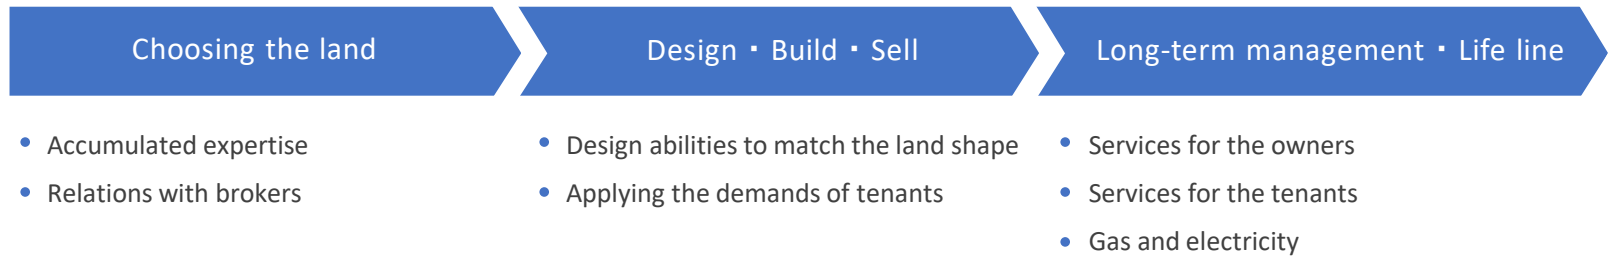 Choosing the land
Design・Build・Sell
Long-term management・Life line
• Accumulated expertise
• Relations with brokers
• Design abilities to match the land shape
• Applying the demands of tenants
• Services for the owners
• Services for the tenants
• Gas and electricity